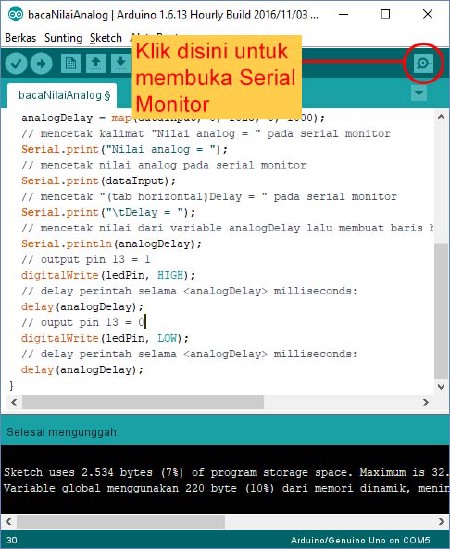 bacaNilaiAnalog | Arduino 1.6.13 Hourly Build 2016/11/03 ...
Berkas Sunting Sketch
Klik disini untuk
membuka Serial
Monitor
bacaNilaiAnalog §
analogDelay = map(dataInput, 0, 1023, 0, 1000);
// mencetak kalimat "Nilai analog = " pada serial monitor
Serial.print("Nilai analog = ");
// mencetak nilai analog pada serial monitor
Serial.print(dataInput);
// mencetak "(tab horizontal)Delay = " pada serial monitor
Serial.print("\tDelay = ");
// mencetak nilai dari variable analogDelay lalu membuat baris b
Serial.println(analogDelay);
// output pin 13 = 1
digitalWrite(ledPin, HIGH);
// delay perintah selama <analogDelay> milliseconds:
delay(analogDelay);
// ouput pin 13 = 0
digitalWrite(ledPin, LOW);
// delay perintah selama <analogDelay> milliseconds:
delay(analogDelay);
}
Selesai mengunggah.
Sketch uses 2.534 bytes (7%) of program storage space. Maximum is 32.
Variable global menggunakan 220 byte (10%) dari memori dinamik, menin
30 Arduino/Genuino Uno on COM5